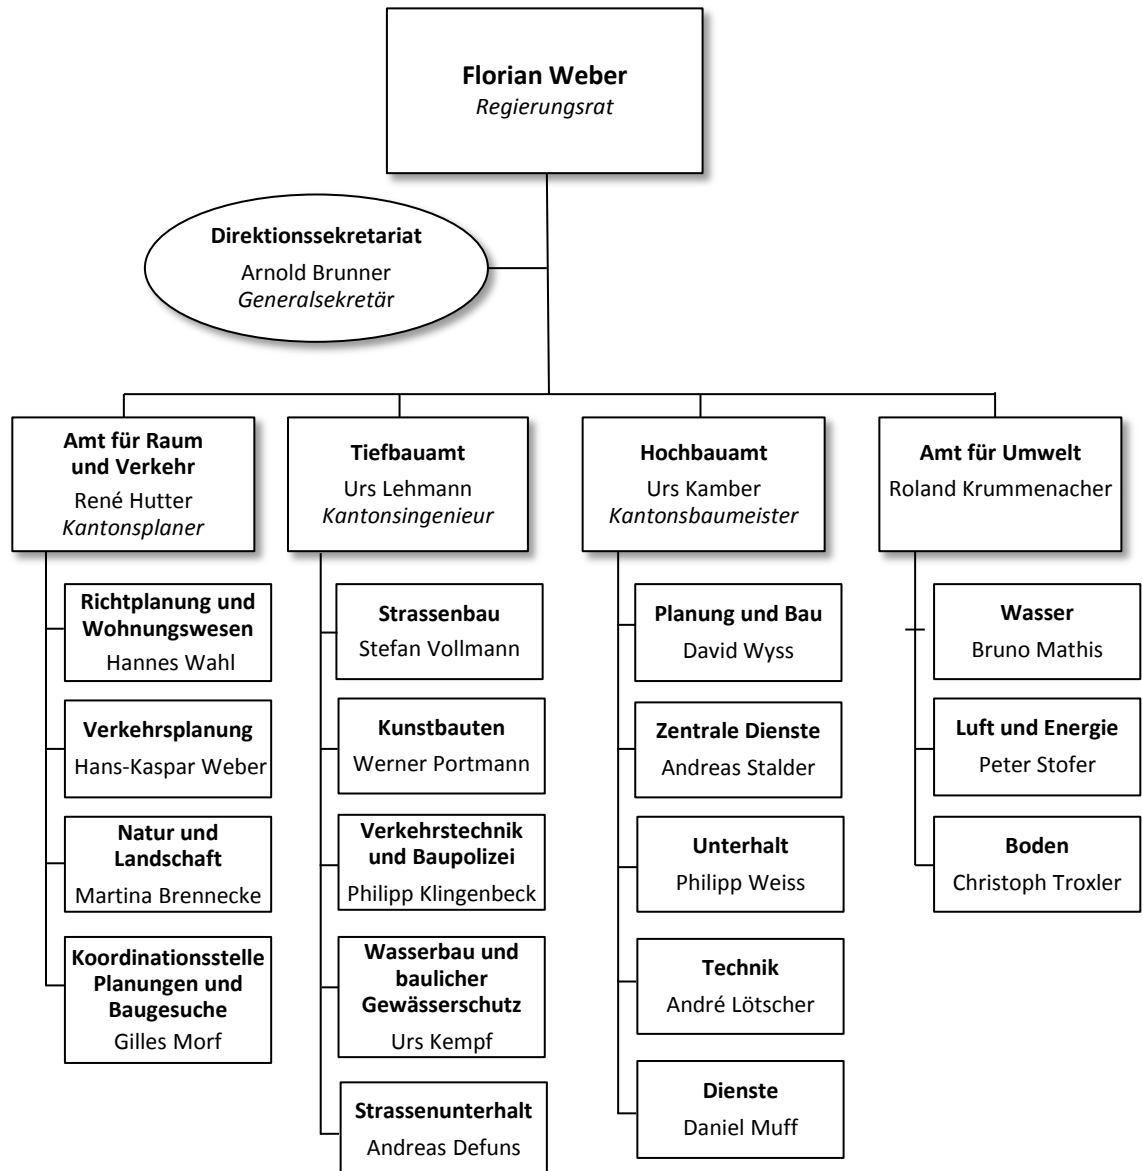 Florian Weber
Regierungsrat
Direktionssekretariat
Arnold Brunner
Generalsekretär
Amt für Raum
und Verkehr
René Hutter
Kantonsplaner
Richtplanung und
Wohnungswesen
Hannes Wahl
Verkehrsplanung
Hans-Kaspar Weber
Natur und
Landschaft
Martina Brennecke
Koordinationsstelle
Planungen und
Baugesuche
Gilles Morf
Tiefbauamt
Urs Lehmann
Kantonsingenieur
Strassenbau
Stefan Vollmann
Kunstbauten
Werner Portmann
Verkehrstechnik
und Baupolizei
Philipp Klingenbeck
Wasserbau und
baulicher
Gewässerschutz
Urs Kempf
Strassenunterhalt
Andreas Defuns
Hochbauamt
Urs Kamber
Kantonsbaumeister
Planung und Bau
David Wyss
Zentrale Dienste
Andreas Stalder
Unterhalt
Philipp Weiss
Technik
André Lötscher
Dienste
Daniel Muff
Amt für Umwelt
Roland Krummenacher
Wasser
Bruno Mathis
Luft und Energie
Peter Stofer
Boden
Christoph Troxler